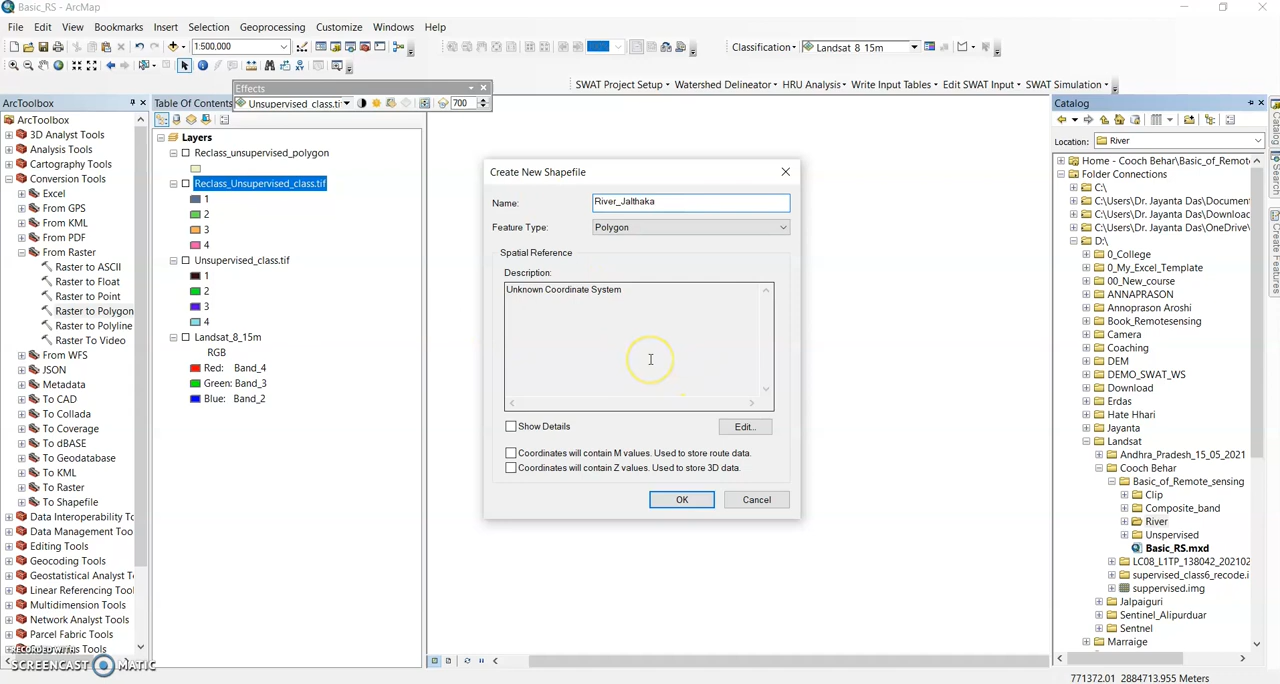 Basic_RS - ArcMap
File Edit View Bookmarks Insert Selection Geoprocessing Customize Windows Help
1:500,000
Classification
Landsat_8_15m
Effects
Unsupervised_class.ti
700
SWAT Project Setup Watershed Delineator HRU Analysis Write Input Tables Edit SWAT Input SWAT Simulation
ArcToolbox
ArcToolbox
3D Analyst Tools
Analysis Tools
Cartography Tools
Conversion Tools
Excel
From GPS
From KML
From PDF
From Raster
Raster to ASCII
Raster to Float
Raster to Point
Raster to Polygon
Raster to Polyline
Raster To Video
From WFS
JSON
Metadata
To CAD
To Collada
To Coverage
To dBASE
To Geodatabase
To KML
To Raster
To Shapefile
Data Interoperability To
Data Management Too
Editing Tools
Geocoding Tools
Geostatistical Analyst T
Linear Referencing Tool
Multidimension Tools
Network Analyst Tools
Parcel Fabric Tools
RECORDED WITH
SCREENCAST MATIC
Table Of Contents
Layers
Reclass_unsupervised_polygon
Reclass_Unsupervised_class.tif
1
2
3
4
Unsupervised_class.tif
1
2
3
4
Landsat_8_15m
RGB
Red: Band_4
Green: Band_3
Blue: Band_2
Create New Shapefile
Name: River_Jalthaka
Feature Type: Polygon
Spatial Reference
Description:
Unknown Coordinate System
Show Details
Edit...
Coordinates will contain M values. Used to store route data.
Coordinates will contain Z values. Used to store 3D data.
OK Cancel
Catalog
Location: River
Home - Cooch Behar\Basic_of_Remot
Folder Connections
C:\
C:\Users\Dr. Jayanta Das\Documen
C:\Users\Dr. Jayanta Das\Downloac
C:\Users\Dr. Jayanta Das\OneDrive\
D:\
0_College
0_My_Excel_Template
00_New_course
ANNAPRASON
Annoprason Aroshi
Book_Remotesensing
Camera
Coaching
DEM
DEMO_SWAT_WS
Download
Erdas
Hate Hhari
Jayanta
Landsat
Andhra_Pradesh_15_05_2021
Cooch Behar
Basic_of_Remote_sensing
Clip
Composite_band
River
Unspervised
Basic_RS.mxd
LC08_L1TP_138042_202102
supervised_class6_recode.i
suppervised.img
Jalpaiguri
Sentinel_Alipurduar
Sentnel
Marraige
Catalog
Search
Create Features
771372.01 2884713.955 Meters